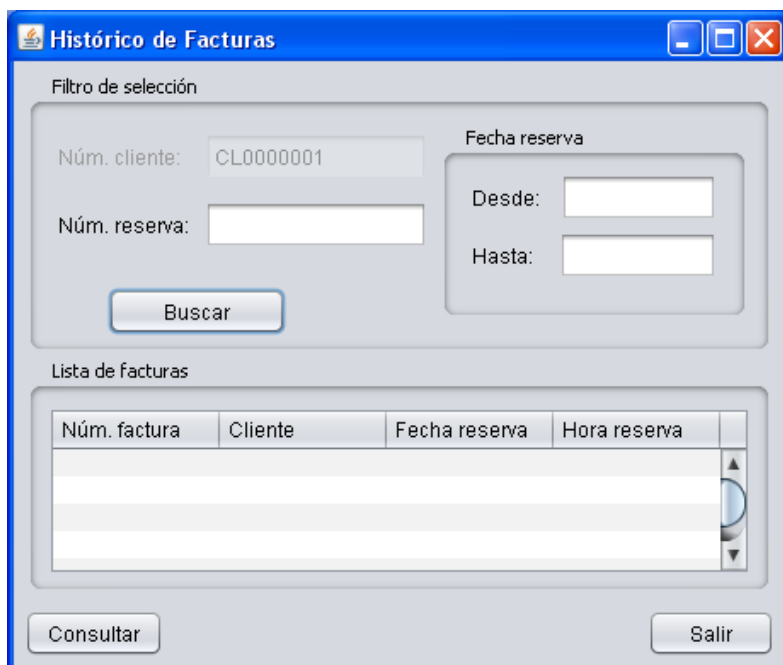 Histórico de Facturas
Filtro de selección
Núm. cliente: CL0000001
Núm. reserva:
Buscar
Fecha reserva
Desde:
Hasta:
Lista de facturas
Núm. factura Cliente Fecha reserva Hora reserva
Consultar Salir